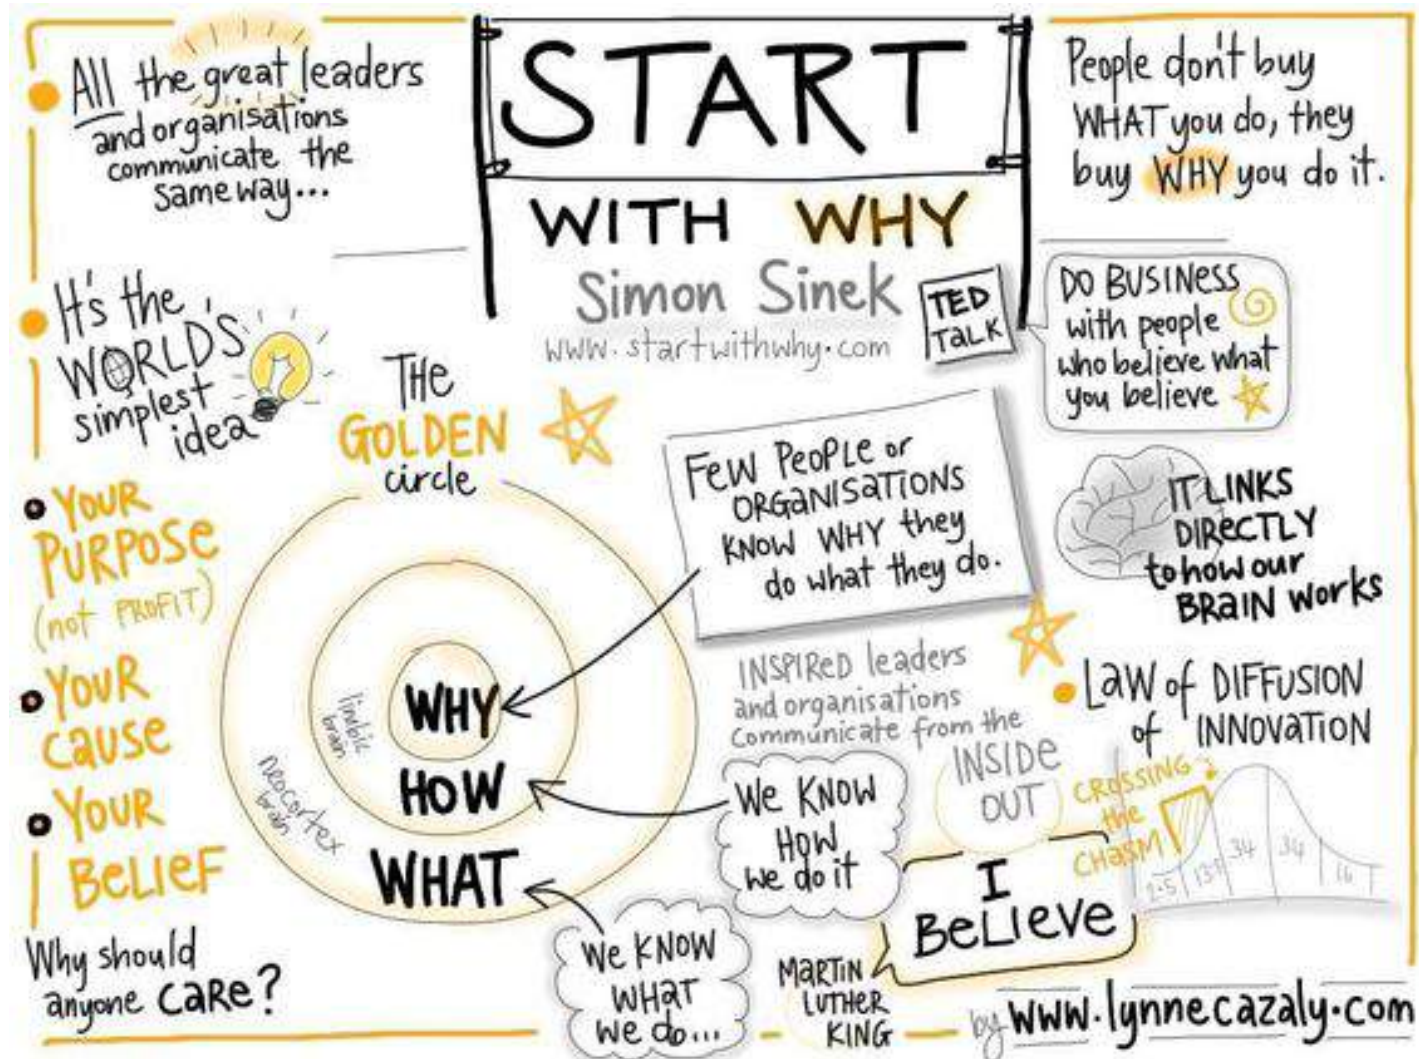 All the great leaders
and organisations
communicate the
same way...
START
WITH WHY
Simon Sinek
www.startwithwhy.com
TED
TALK
People don't buy
WHAT you do, they
buy WHY you do it.
DO BUSINESS
with people
who believe what
you believe
It's the
WORLD'S
simplest
idea
THE
GOLDEN
circle
FEW PEOPLE or
ORGANISATIONS
KNOW WHY they
do what they do.
IT LINKS
DIRECTLY
to how our
BRAIN works
YOUR
PURPOSE
(not PROFIT)
YOUR
CAUSE
YOUR
BELIEF
Why should
anyone CARE?
WHY
limbic
brain
HOW
neocortex
brain
WHAT
INSPIRED leaders
and organisations
communicate from the
INSIDE
OUT
We KNOW
HOW
we do it
We KNOW
WHAT
we do...
LAW of DIFFUSION
of INNOVATION
CROSSING
the
CHASM
2.5 13.5 34 34 16
I
BELIEVE
MARTIN
LUTHER
KING
by www.lynnecazaly.com